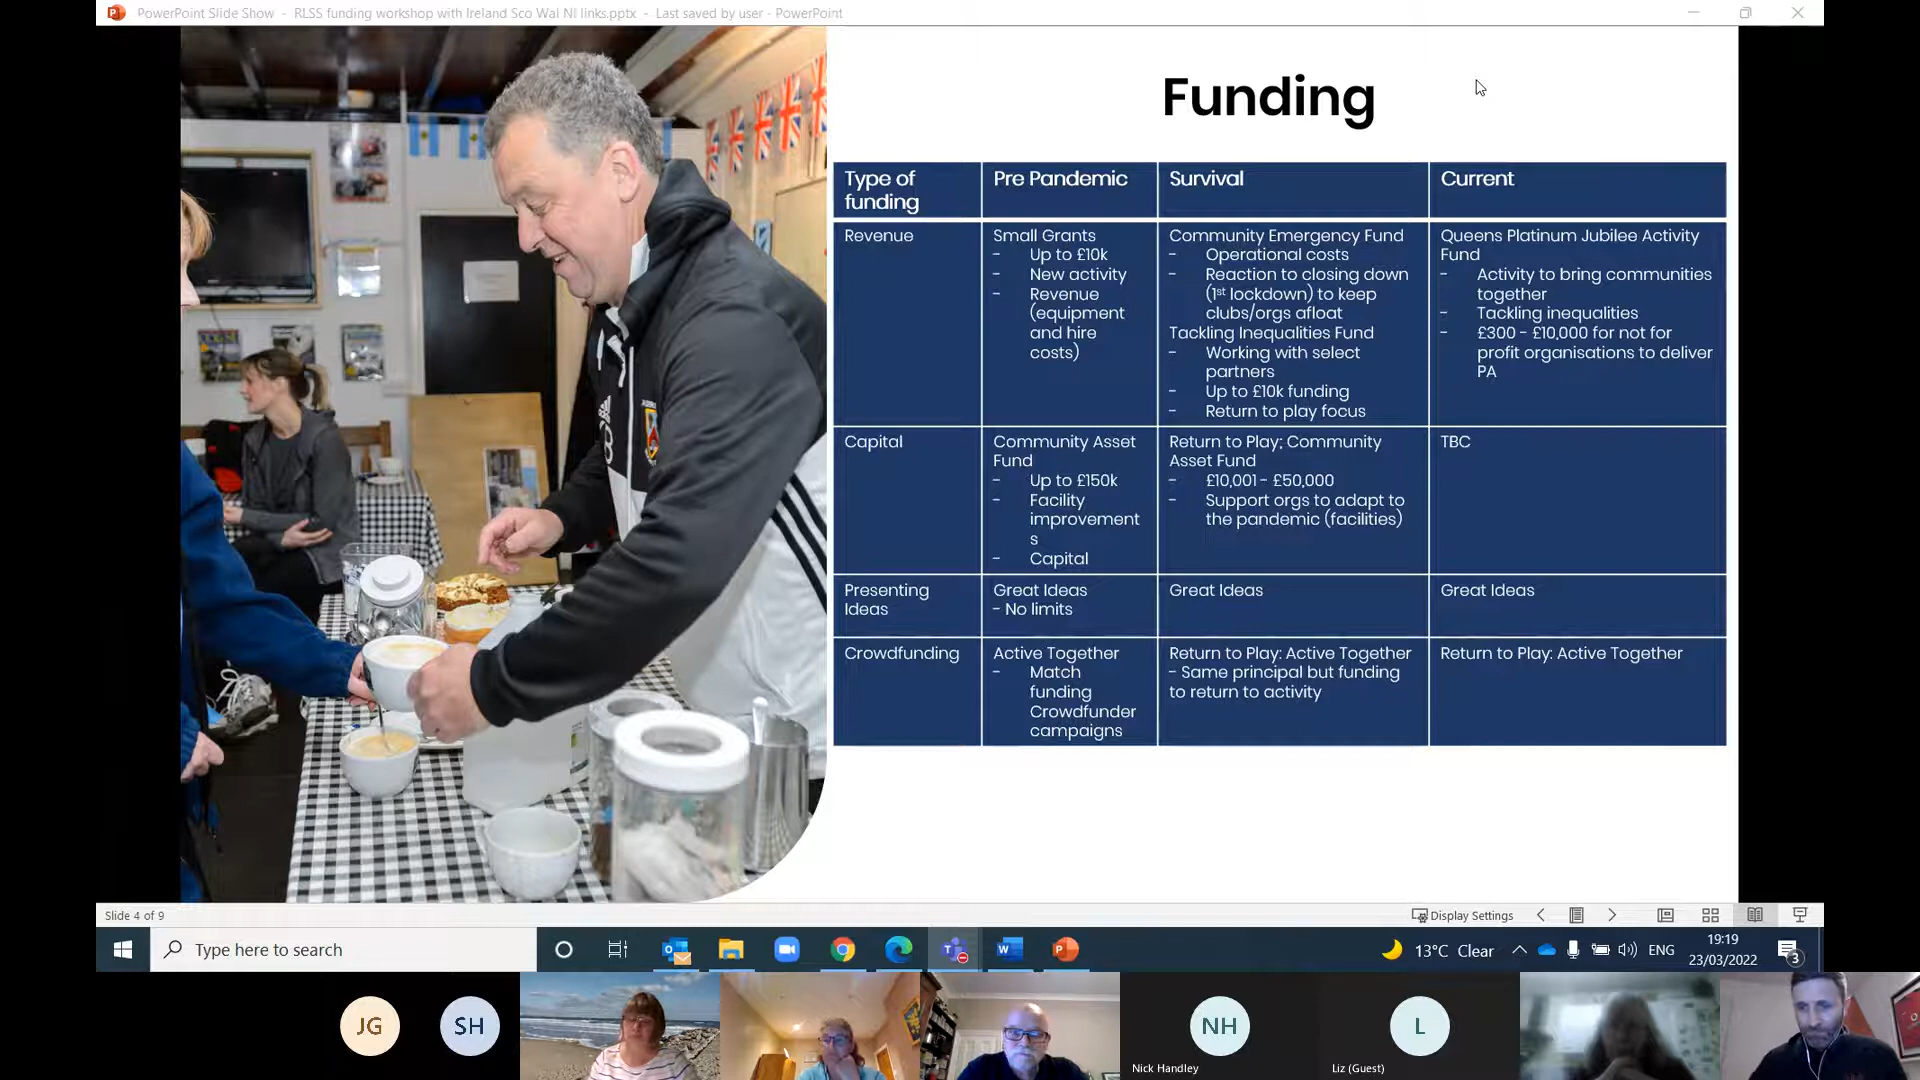 PowerPoint Slide Show - RLSS funding workshop with Ireland Sco Wal NI links.pptx - Last saved by user - PowerPoint
Funding
Type of
funding
Pre Pandemic
Survival
Current
Revenue
Small Grants
- Up to £10k
- New activity
- Revenue
(equipment
and hire
costs)
Community Emergency Fund
- Operational costs
- Reaction to closing down
(1st lockdown) to keep
clubs/orgs afloat
Tackling Inequalities Fund
- Working with select
partners
- Up to £10k funding
- Return to play focus
Queens Platinum Jubilee Activity
Fund
- Activity to bring communities
together
- Tackling inequalities
- £300 - £10,000 for not for
profit organisations to deliver
PA
Capital
Community Asset
Fund
- Up to £150k
- Facility
improvement
s
- Capital
Return to Play: Community
Asset Fund
- £10,001 - £50,000
- Support orgs to adapt to
the pandemic (facilities)
TBC
Presenting
Ideas
Great Ideas
- No limits
Great Ideas
Great Ideas
Crowdfunding
Active Together
- Match
funding
Crowdfunder
campaigns
Return to Play: Active Together
- Same principal but funding
to return to activity
Return to Play: Active Together
Slide 4 of 9
Display Settings
Type here to search
13°C Clear
ENG
19:19
23/03/2022
3
JG
SH
NH
Nick Handley
L
Liz (Guest)